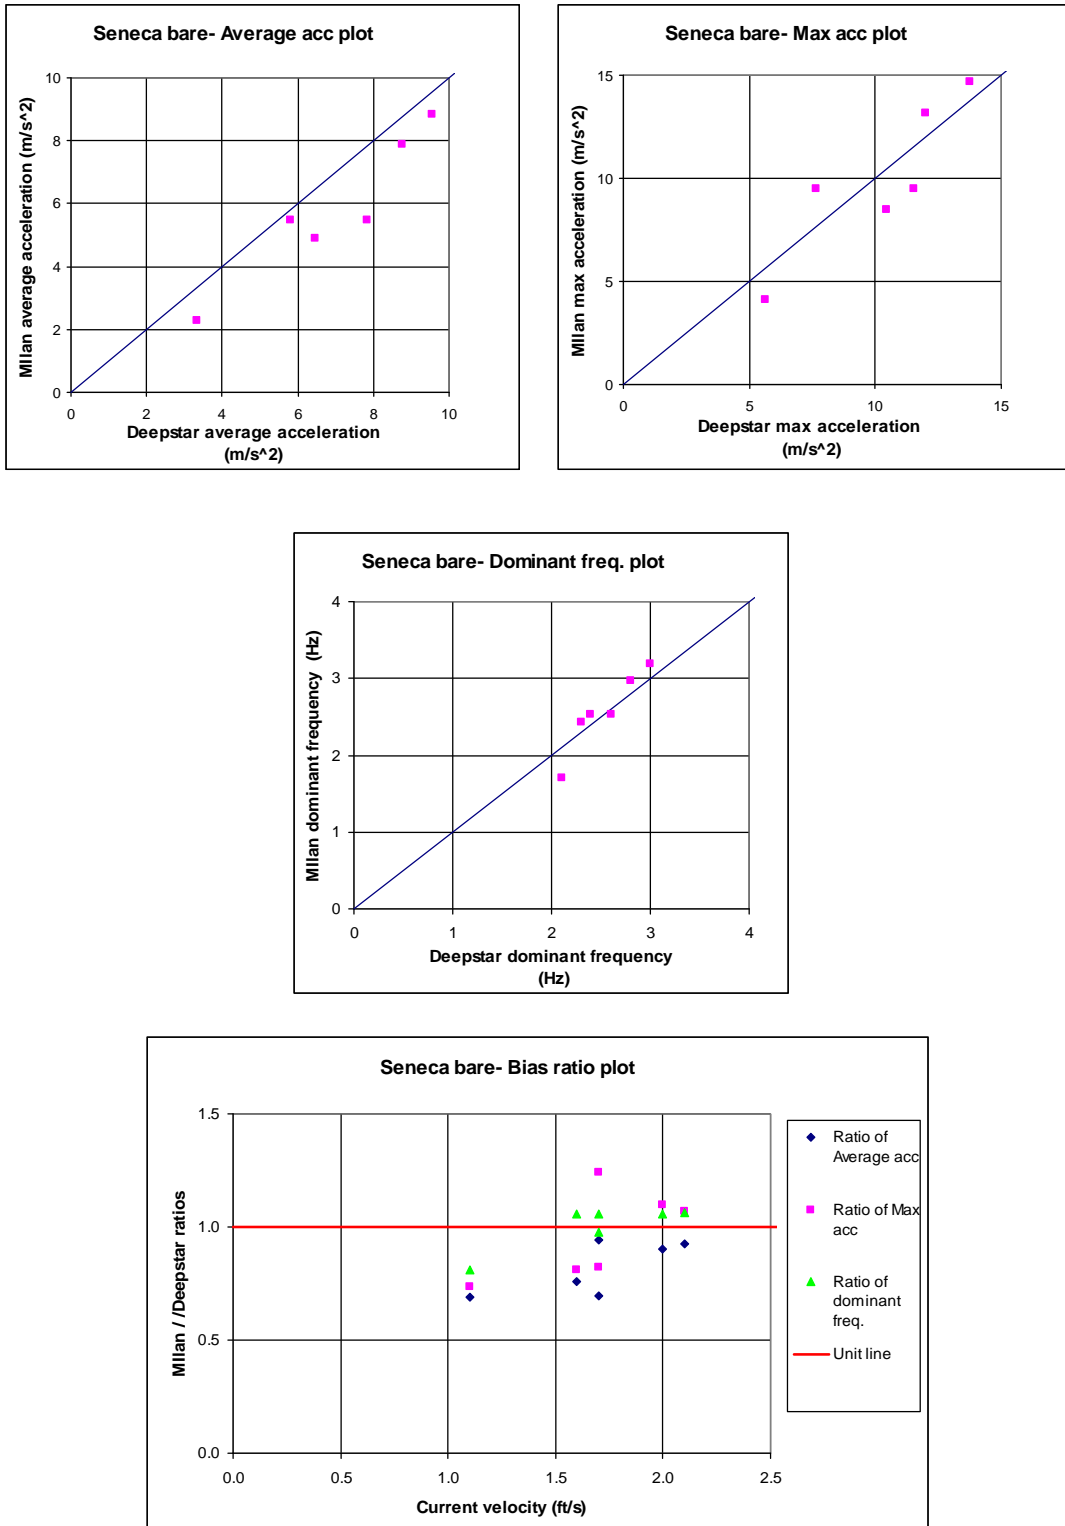 Seneca bare- Average acc plot
MIlan average acceleration (m/s^2)
10
8
6
4
2
0
0 2 4 6 8 10
Deepstar average acceleration
(m/s^2)
Seneca bare- Max acc plot
MIlan max acceleration (m/s^2)
15
10
5
0
0 5 10 15
Deepstar max acceleration
(m/s^2)
Seneca bare- Dominant freq. plot
MIlan dominant frequency (Hz)
4
3
2
1
0
0 1 2 3 4
Deepstar dominant frequency
(Hz)
Seneca bare- Bias ratio plot
MIlan / /Deepstar ratios
1.5
1.0
0.5
0.0
0.0 0.5 1.0 1.5 2.0 2.5
Current velocity (ft/s)
Ratio of
Average acc
Ratio of Max
acc
Ratio of
dominant
freq.
Unit line